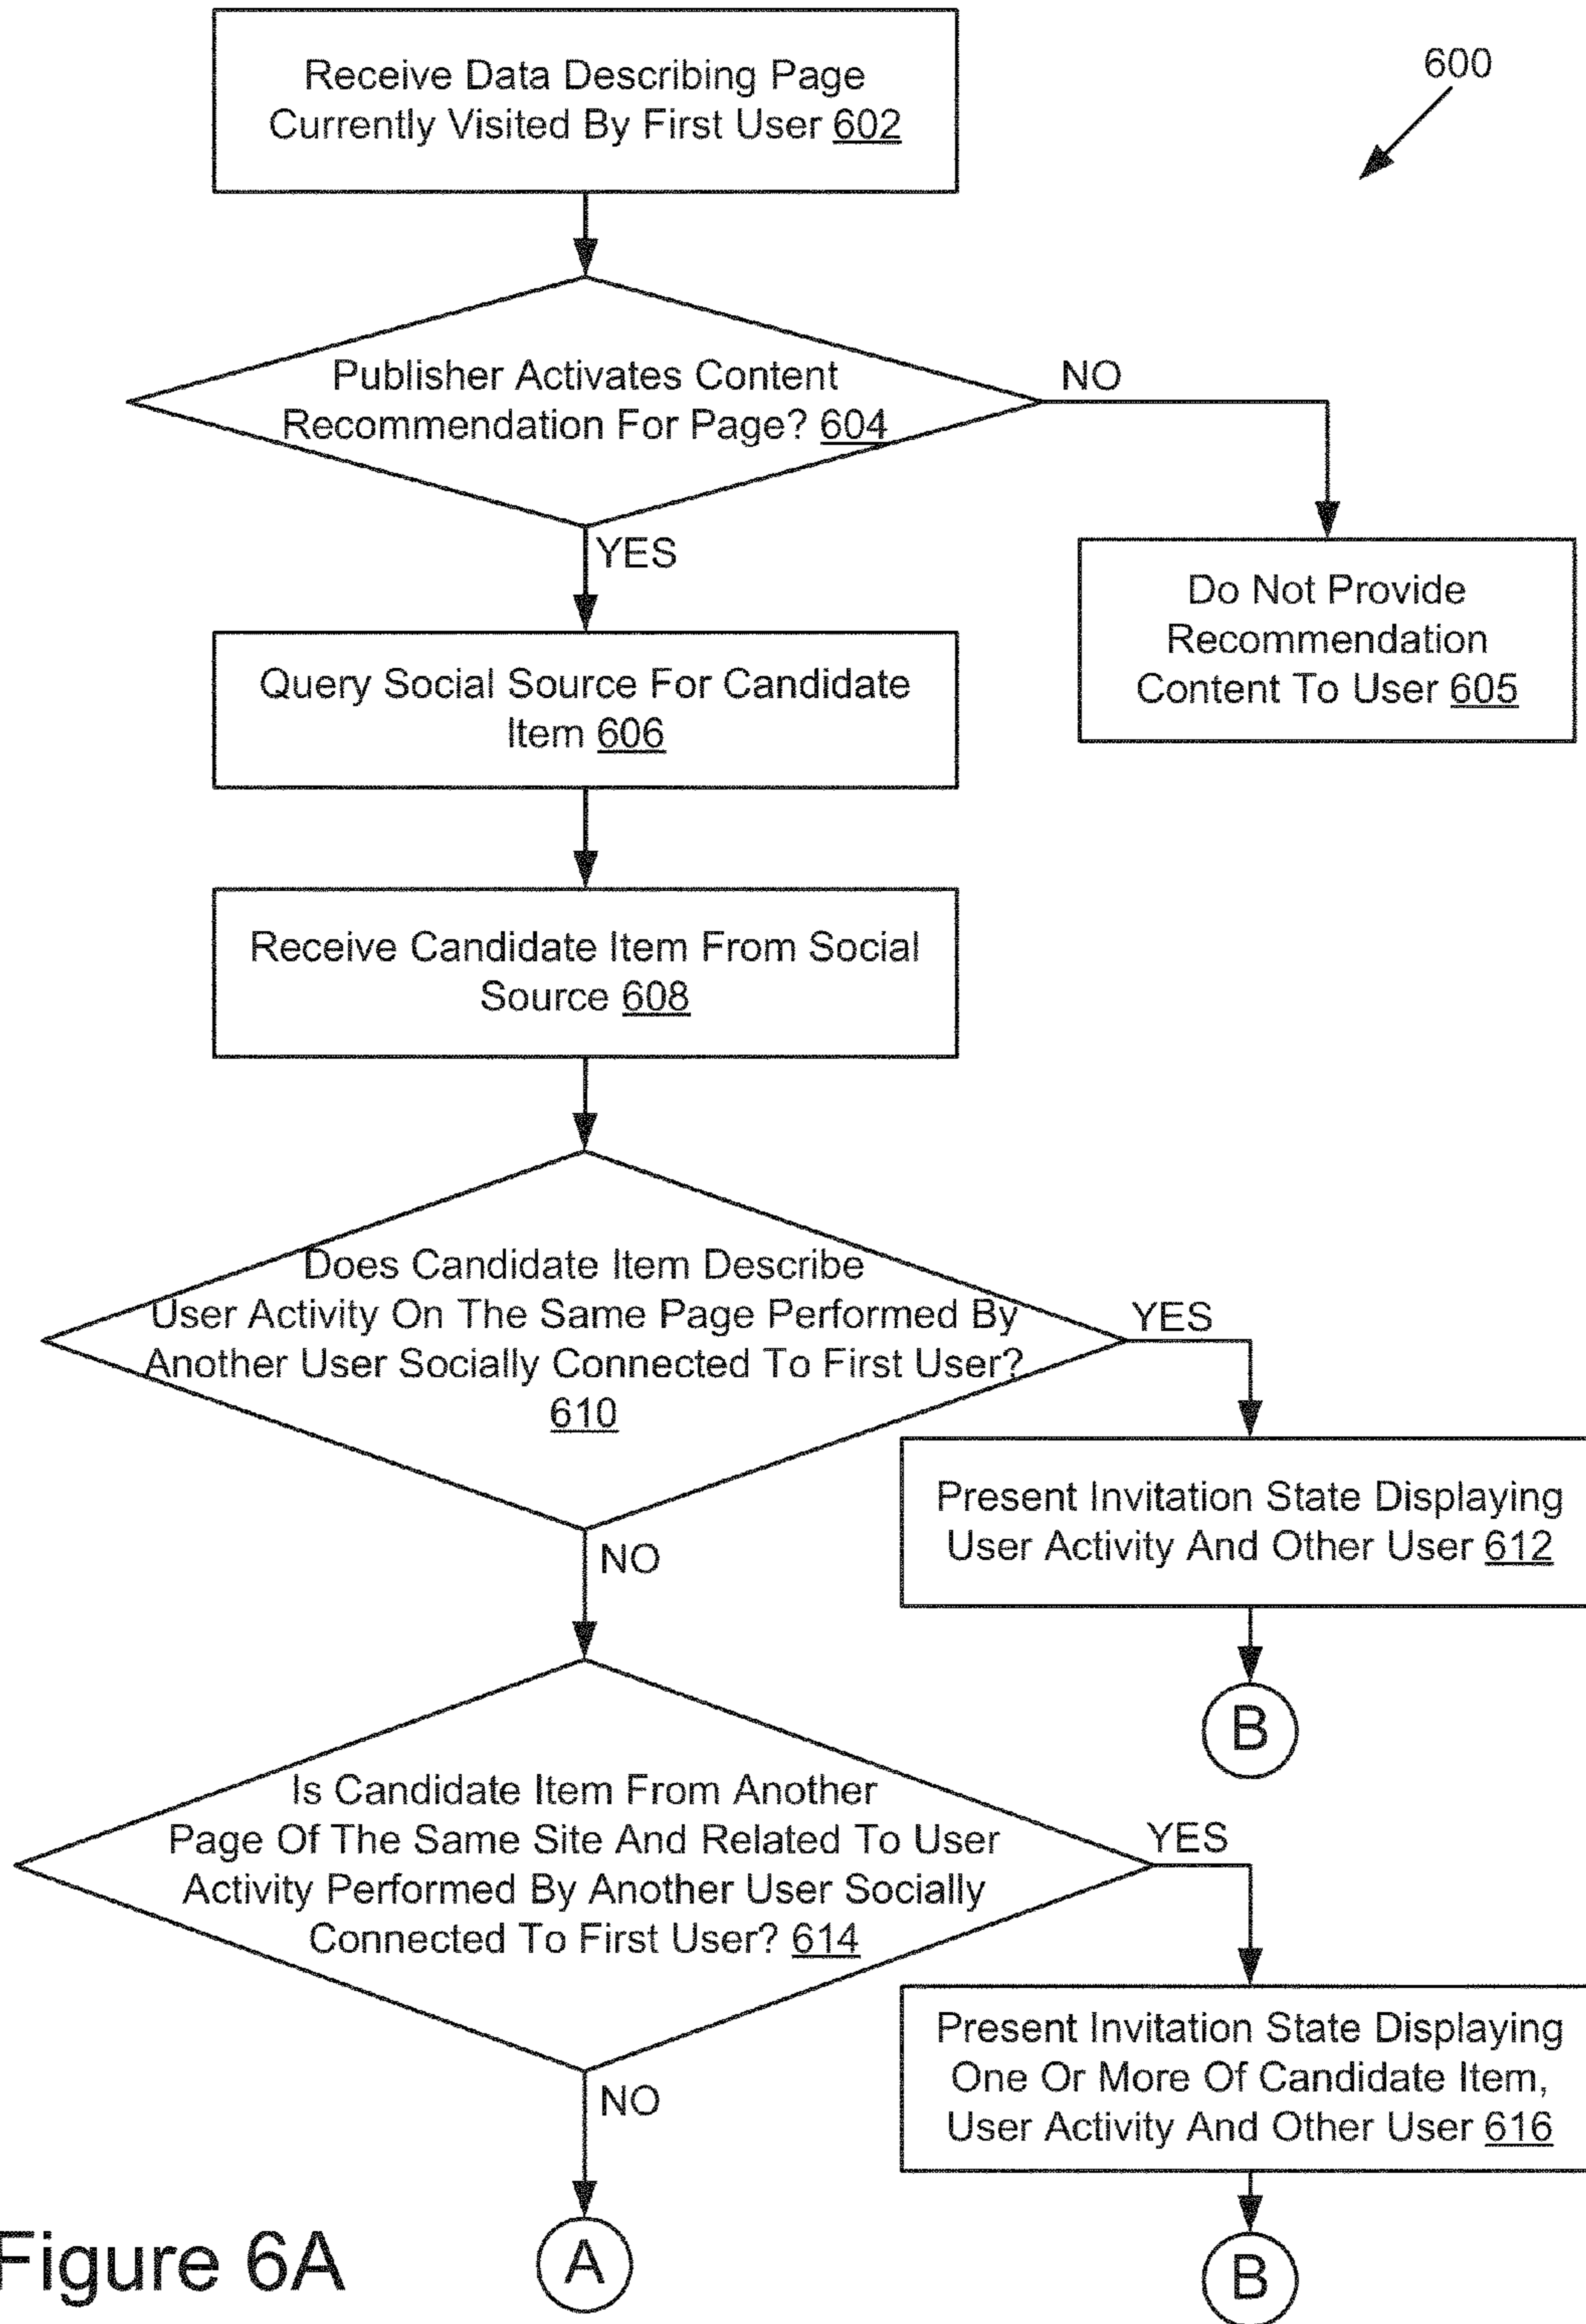 Receive Data Describing Page
Currently Visited By First User 602
600
Publisher Activates Content
Recommendation For Page? 604
NO
YES
Do Not Provide
Recommendation
Content To User 605
Query Social Source For Candidate
Item 606
Receive Candidate Item From Social
Source 608
Does Candidate Item Describe
User Activity On The Same Page Performed By
Another User Socially Connected To First User?
610
YES
NO
Present Invitation State Displaying
User Activity And Other User 612
B
Is Candidate Item From Another
Page Of The Same Site And Related To User
Activity Performed By Another User Socially
Connected To First User? 614
YES
NO
Present Invitation State Displaying
One Or More Of Candidate Item,
User Activity And Other User 616
A
B
Figure 6A